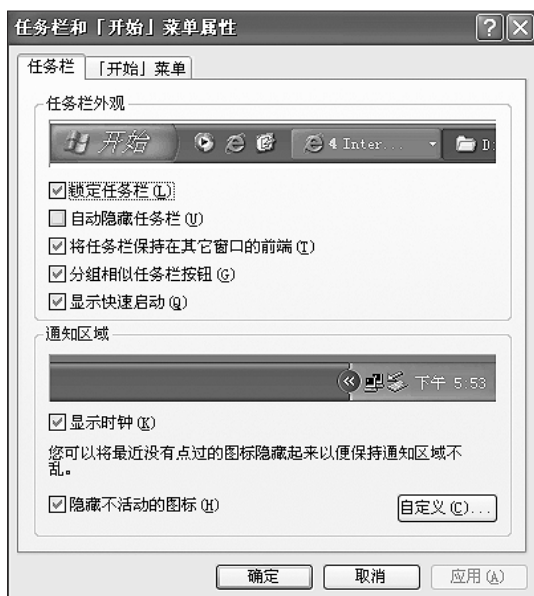 任务栏和「开始」菜单属性
任务栏
「开始」菜单
任务栏外观
开始
4 Inter...
D:
锁定任务栏(L)
自动隐藏任务栏(U)
将任务栏保持在其它窗口的前端(T)
分组相似任务栏按钮(G)
显示快速启动(Q)
通知区域
下午 5:53
显示时钟(K)
您可以将最近没有点过的图标隐藏起来以便保持通知区域不
乱。
隐藏不活动的图标(H)
自定义(C)...
确定
取消
应用(A)